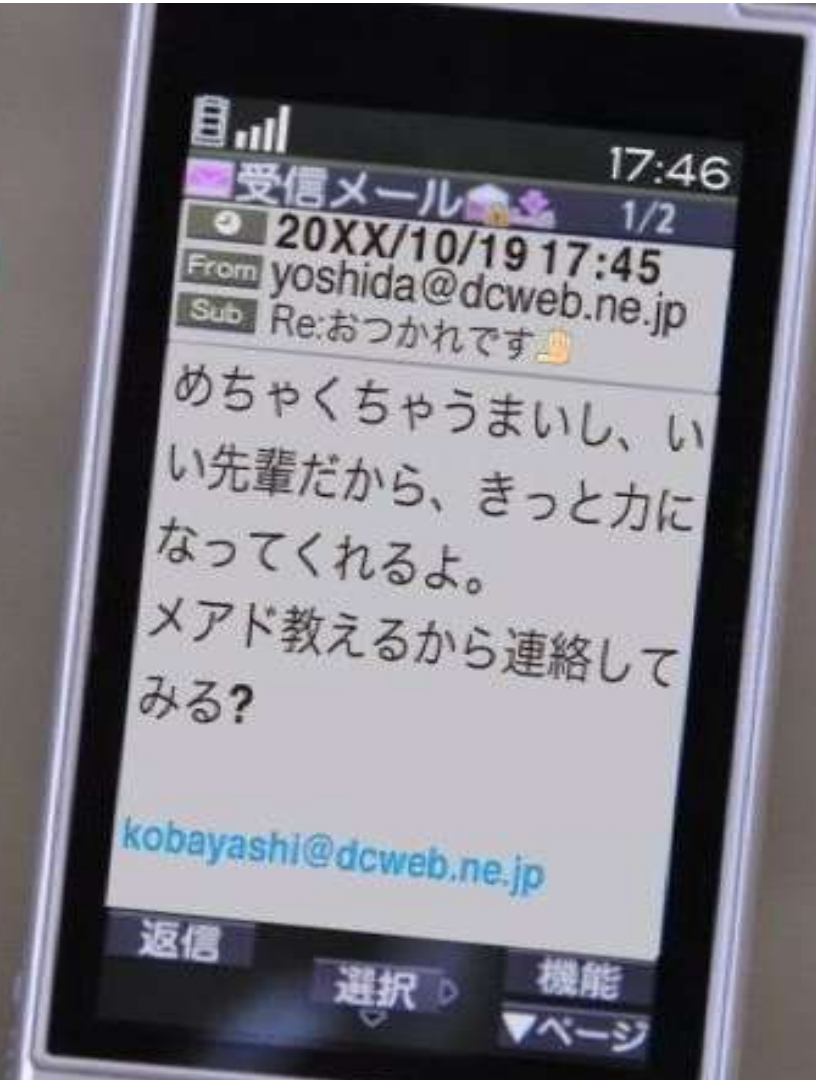 17:46
受信メール 1/2
20XX/10/19 17:45
From yoshida@dcweb.ne.jp
Sub Re:おつかれです
めちゃくちゃうまいし、い
い先輩だから、きっと力に
なってくれるよ。
メアド教えるから連絡して
みる?
kobayashi@dcweb.ne.jp
返信
選択
機能
▼ページ